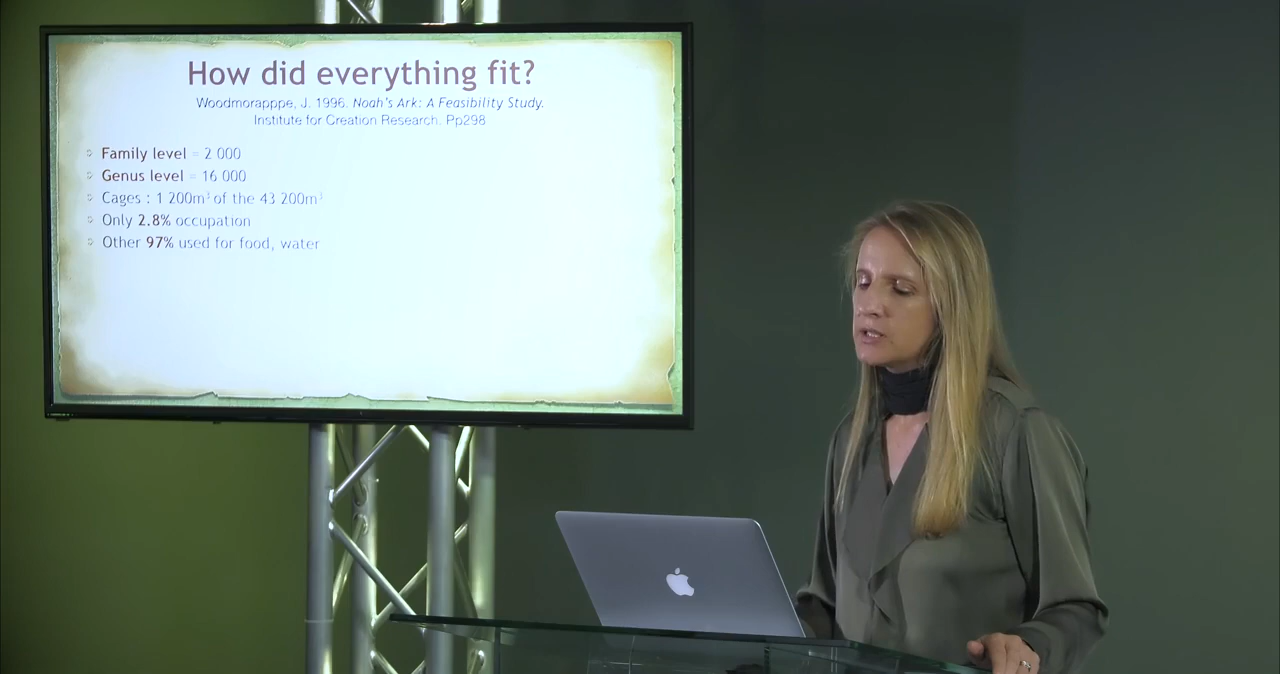 How did everything fit?
Woodmorapppe, J. 1996. Noah's Ark: A Feasibility Study.
Institute for Creation Research. Pp298
Family level = 2 000
Genus level = 16 000
Cages : 1 200m³ of the 43 200m³
Only 2.8% occupation
Other 97% used for food, water